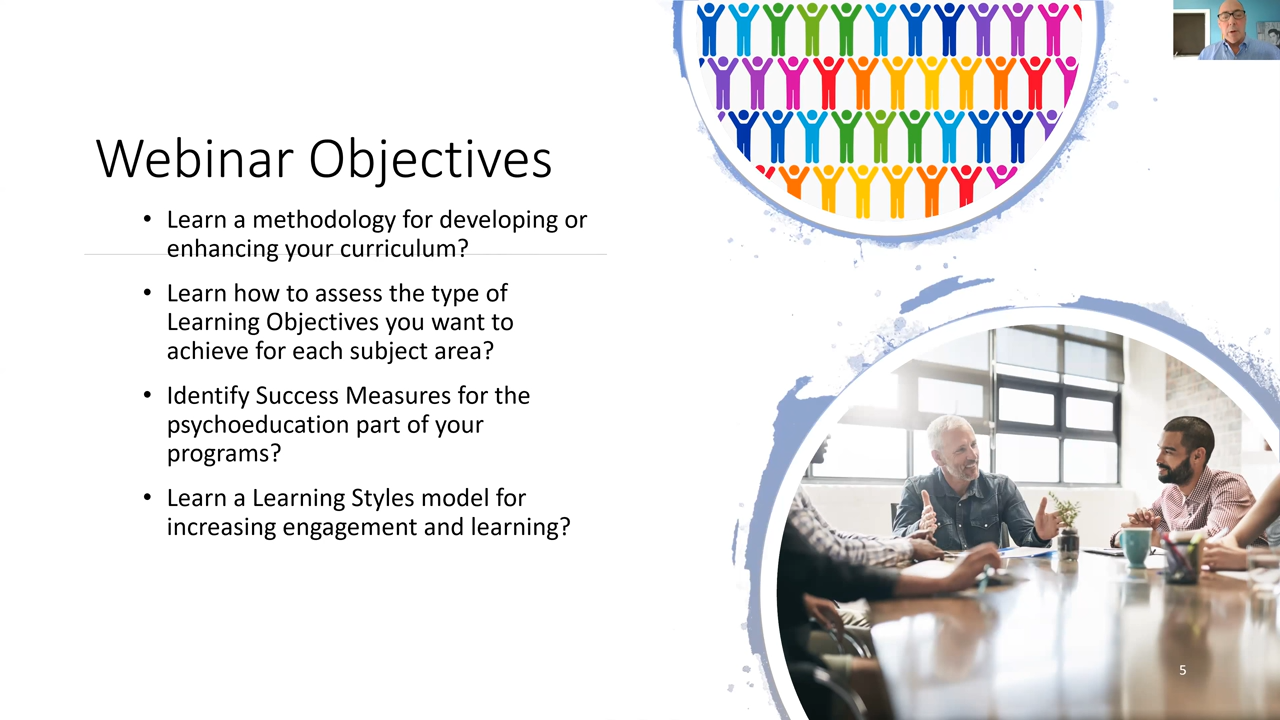 Webinar Objectives
• Learn a methodology for developing or
enhancing your curriculum?
• Learn how to assess the type of
Learning Objectives you want to
achieve for each subject area?
• Identify Success Measures for the
psychoeducation part of your
programs?
• Learn a Learning Styles model for
increasing engagement and learning?
5